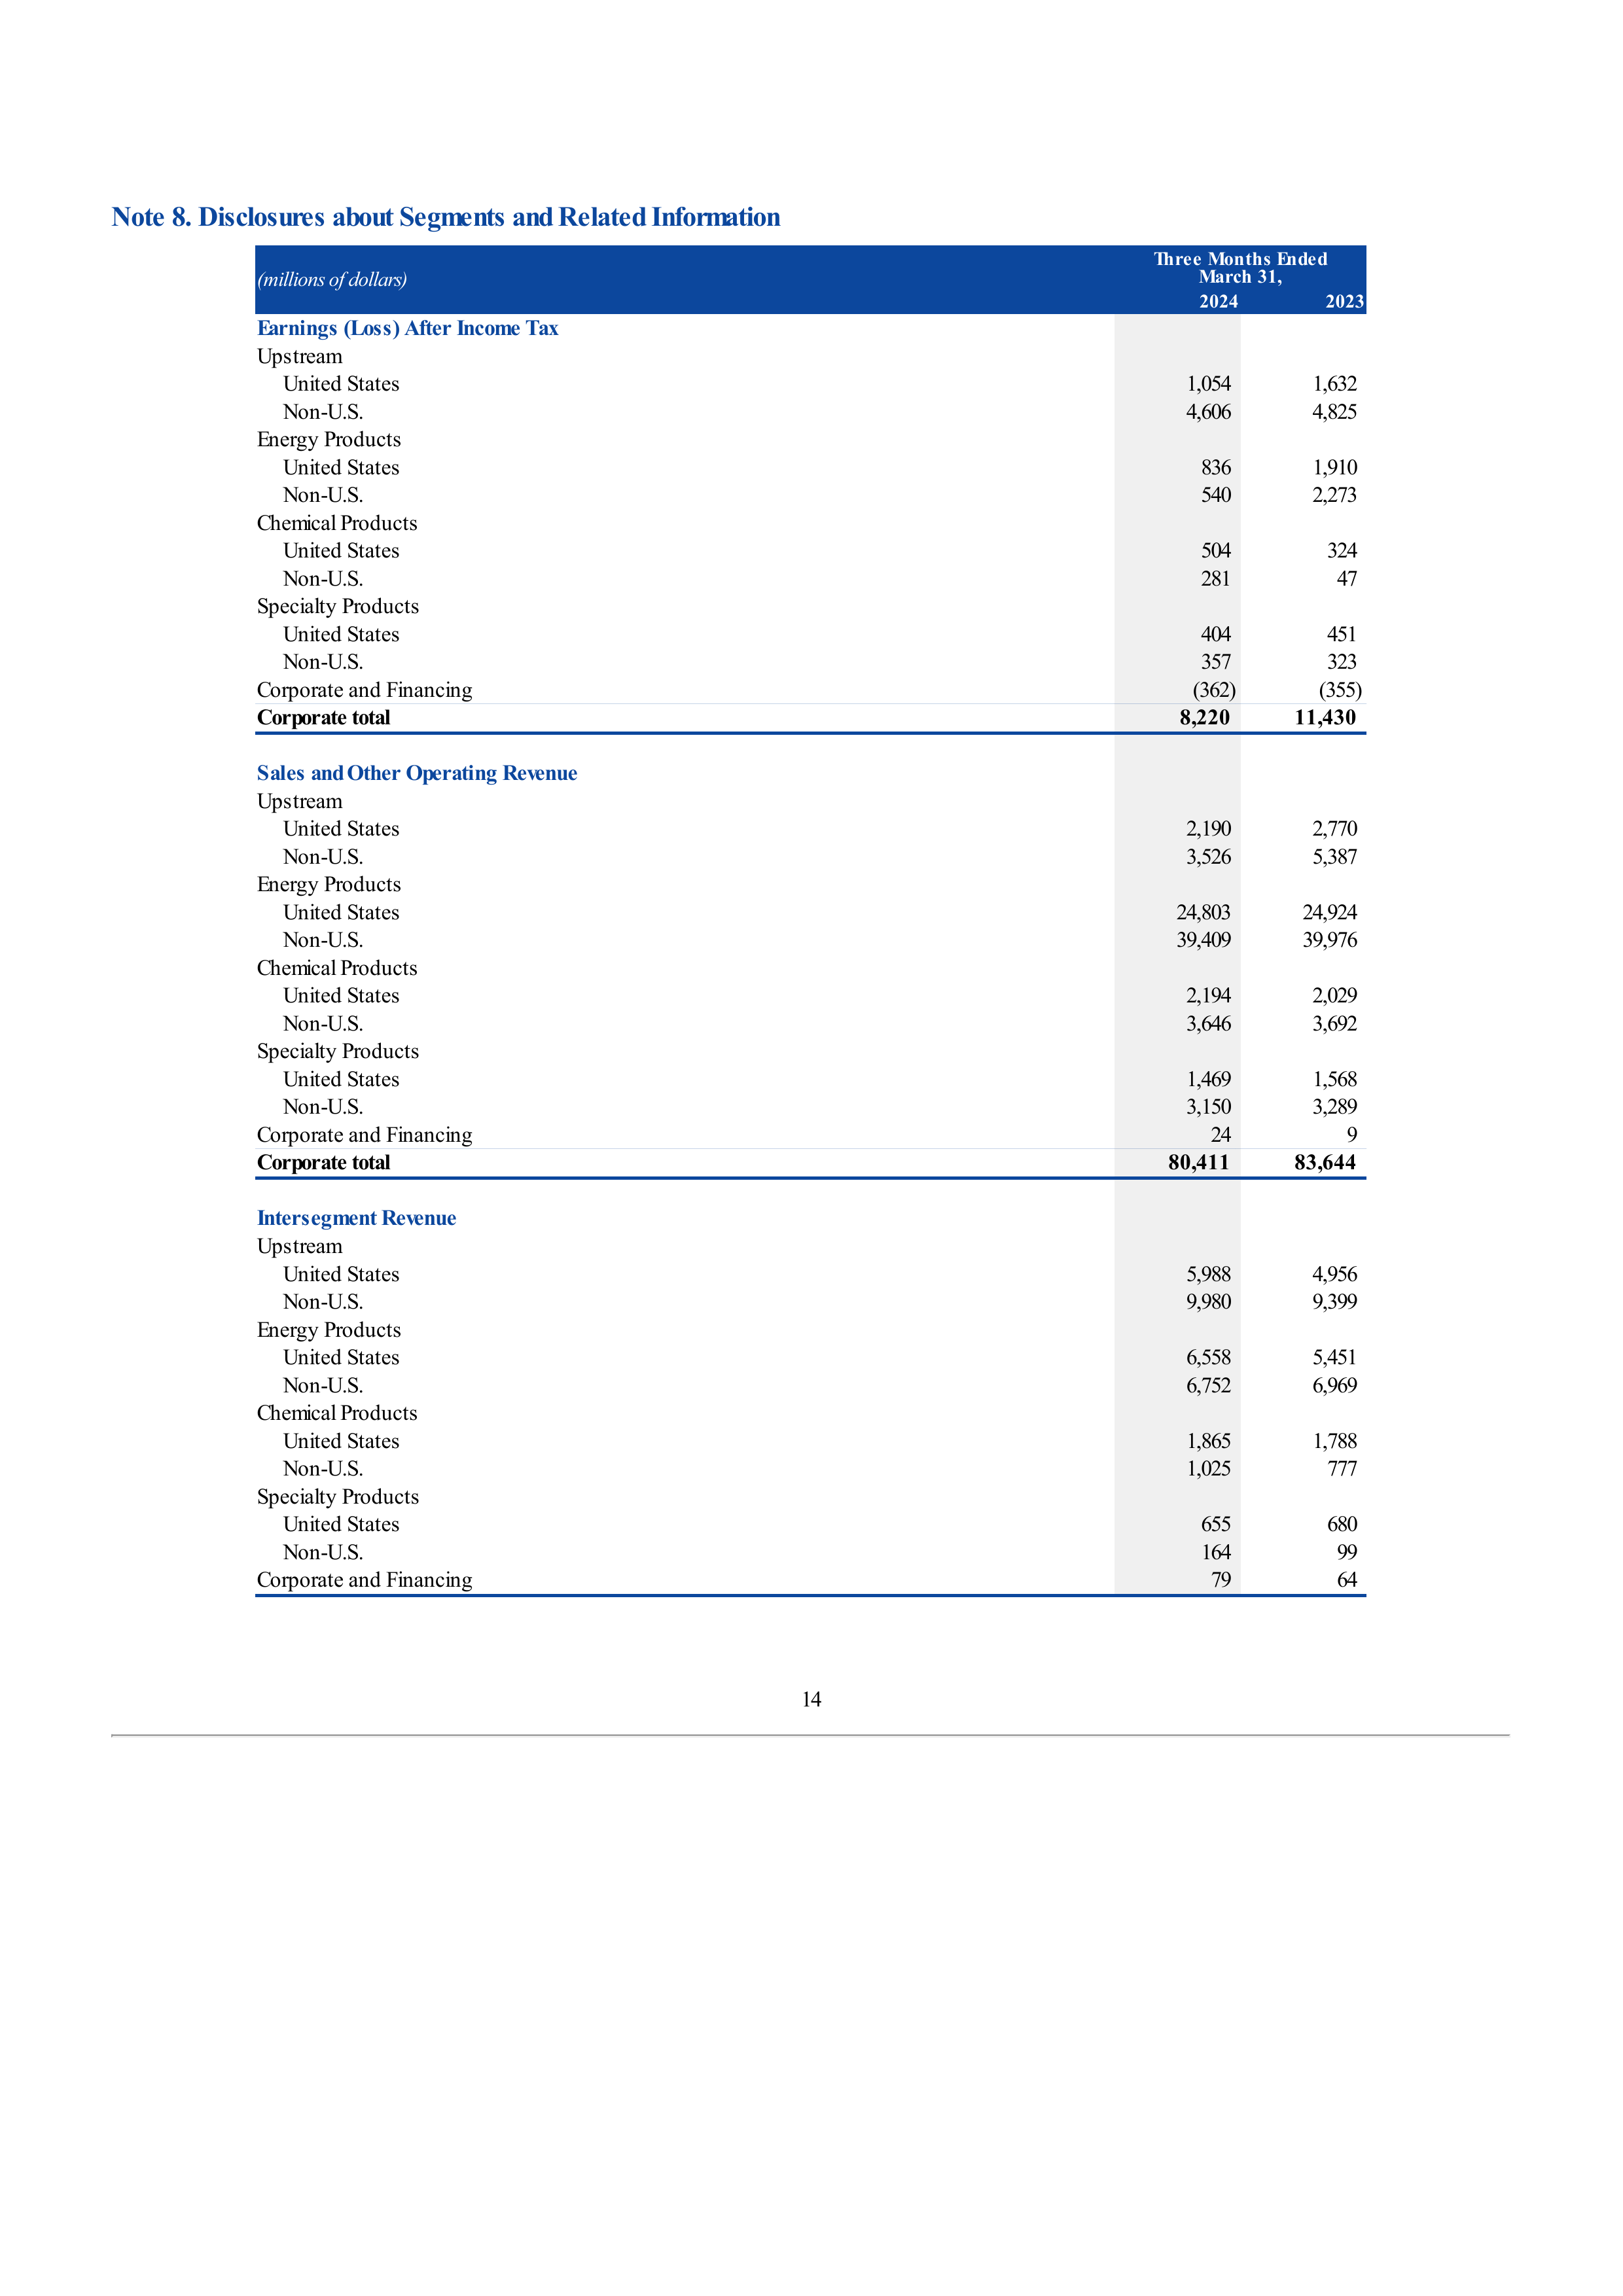 Note 8. Disclosures about Segments and Related Information
(millions of dollars)
Three Months Ended
March 31,
2024 2023
Earnings (Loss) After Income Tax
Upstream
United States 1,054 1,632
Non-U.S. 4,606 4,825
Energy Products
United States 836 1,910
Non-U.S. 540 2,273
Chemical Products
United States 504 324
Non-U.S. 281 47
Specialty Products
United States 404 451
Non-U.S. 357 323
Corporate and Financing (362) (355)
Corporate total 8,220 11,430
Sales and Other Operating Revenue
Upstream
United States 2,190 2,770
Non-U.S. 3,526 5,387
Energy Products
United States 24,803 24,924
Non-U.S. 39,409 39,976
Chemical Products
United States 2,194 2,029
Non-U.S. 3,646 3,692
Specialty Products
United States 1,469 1,568
Non-U.S. 3,150 3,289
Corporate and Financing 24 9
Corporate total 80,411 83,644
Intersegment Revenue
Upstream
United States 5,988 4,956
Non-U.S. 9,980 9,399
Energy Products
United States 6,558 5,451
Non-U.S. 6,752 6,969
Chemical Products
United States 1,865 1,788
Non-U.S. 1,025 777
Specialty Products
United States 655 680
Non-U.S. 164 99
Corporate and Financing 79 64
14